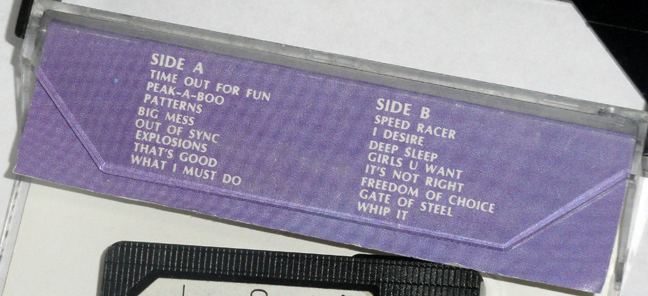 SIDE A
TIME OUT FOR FUN
PEAK-A-BOO
PATTERNS
BIG MESS
OUT OF SYNC
EXPLOSIONS
THAT'S GOOD
WHAT I MUST DO
SIDE B
SPEED RACER
I DESIRE
DEEP SLEEP
GIRLS U WANT
IT'S NOT RIGHT
FREEDOM OF CHOICE
GATE OF STEEL
WHIP IT